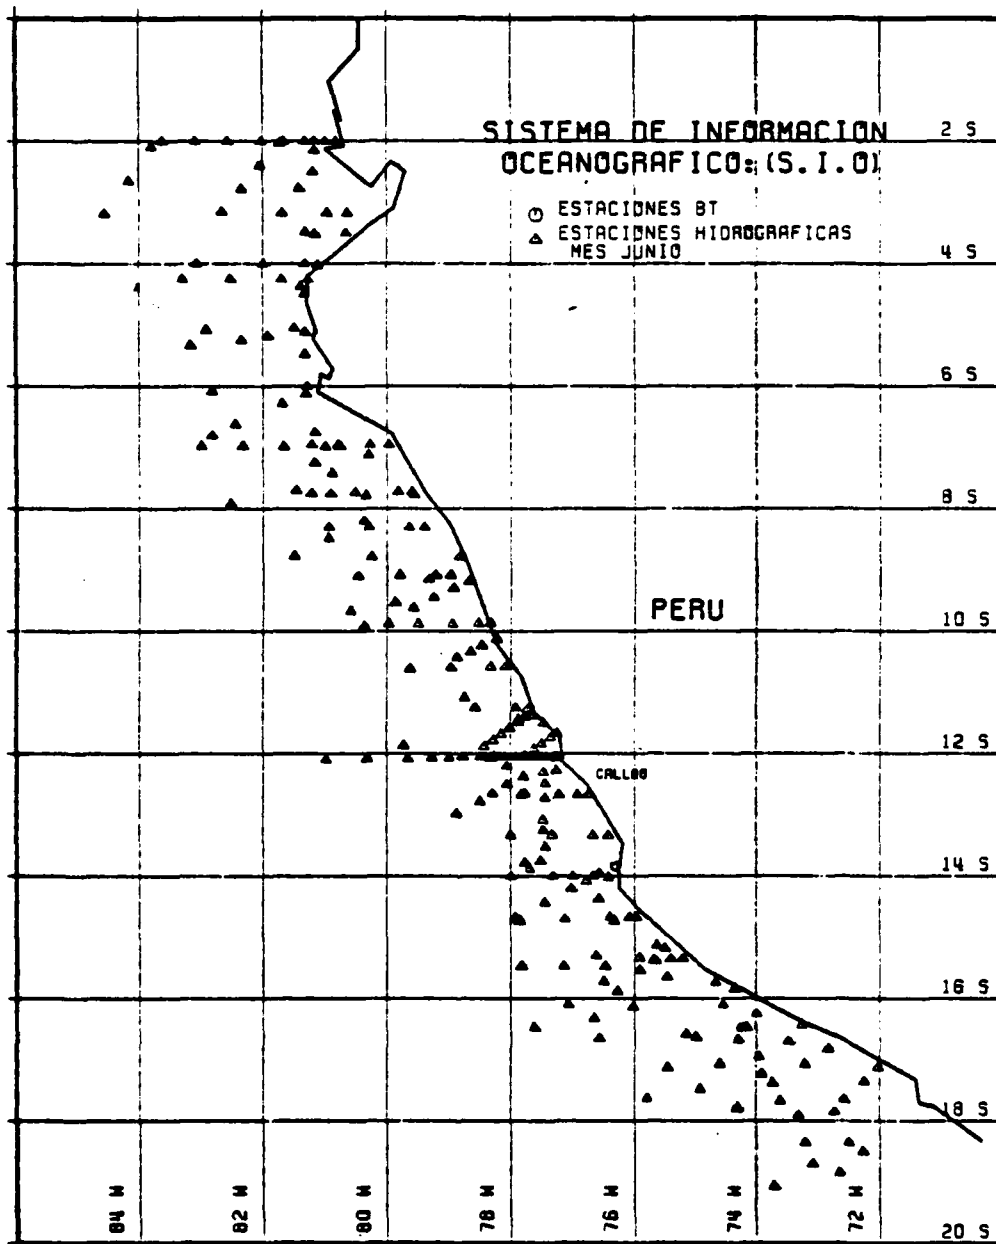 SISTEMA DE INFORMACION
OCEANOGRAFICO: (S.I.O)
ESTACIONES BT
ESTACIONES HIDROGRAFICAS
MES JUNIO
2 S
4 S
6 S
8 S
PERU
10 S
12 S
CALLAO
14 S
16 S
18 S
84 W
82 W
80 W
78 W
76 W
74 W
72 W
20 S